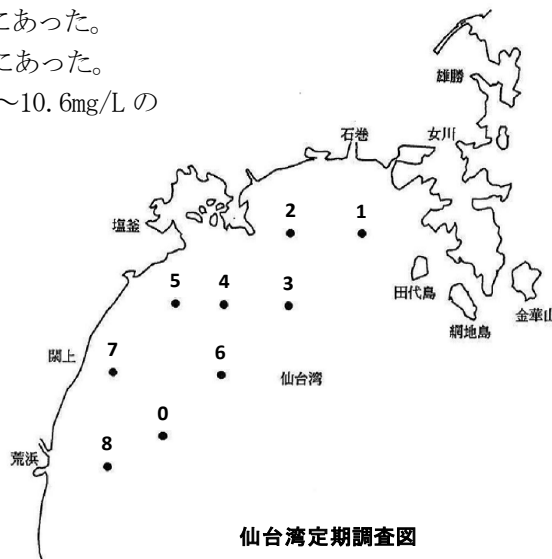 にあった。
にあった。
～10.6mg/L の
雄勝
石巻
女川
塩釜
2
1
5
4
3
田代島
網地島
金華山
閖上
7
6
仙台湾
0
荒浜
8
仙台湾定期調査図